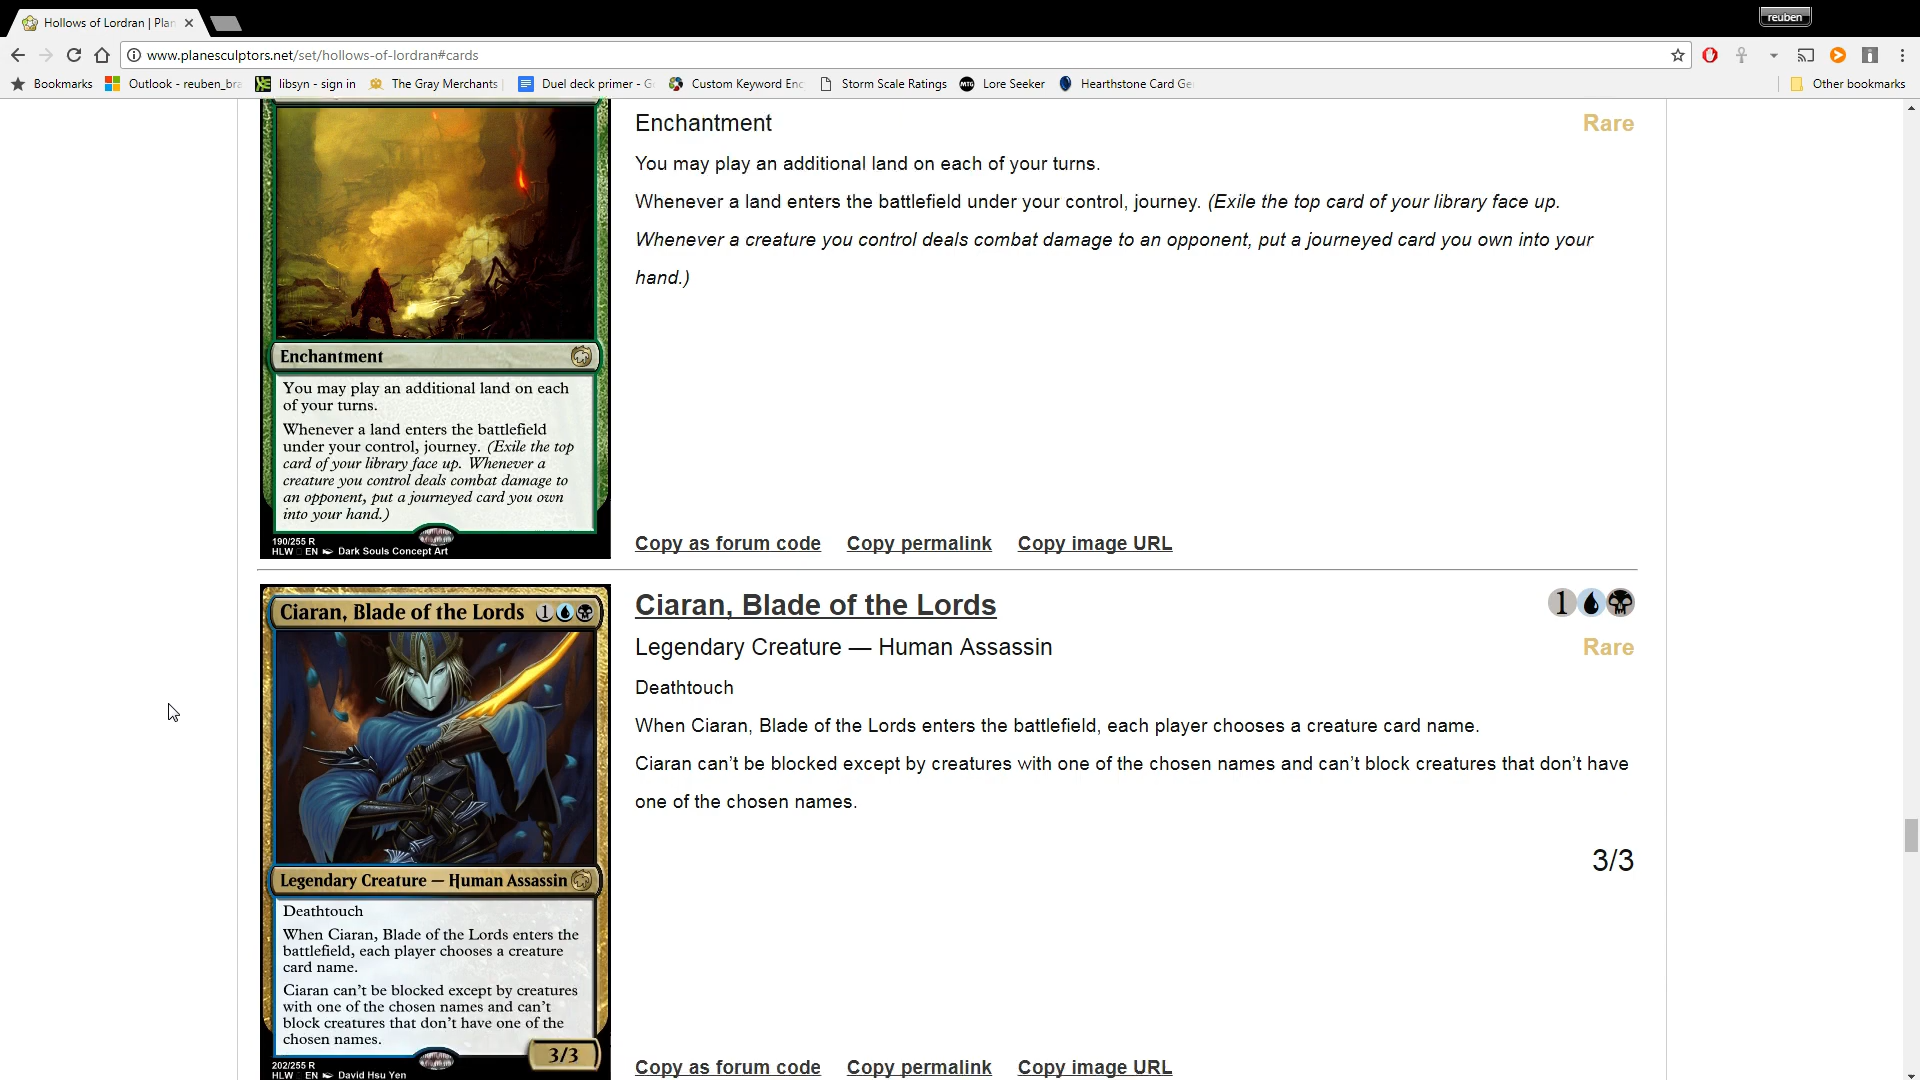 Hollows of Lordran | Plan
reuben
www.planesculptors.net/set/hollows-of-lordran#cards
Bookmarks
Outlook - reuben_bra
libsyn - sign in
The Gray Merchants
Duel deck primer - G
Custom Keyword Enc
Storm Scale Ratings
Lore Seeker
Hearthstone Card Ge
Other bookmarks
Enchantment
Rare
You may play an additional land on each of your turns.
Whenever a land enters the battlefield under your control, journey. (Exile the top card of your library face up.
Whenever a creature you control deals combat damage to an opponent, put a journeyed card you own into your
hand.)
Enchantment
You may play an additional land on each
of your turns.
Whenever a land enters the battlefield
under your control, journey. (Exile the top
card of your library face up. Whenever a
creature you control deals combat damage to
an opponent, put a journeyed card you own
into your hand.)
190/255 R
HLW EN Dark Souls Concept Art
Copy as forum code Copy permalink Copy image URL
Ciaran, Blade of the Lords 1
Legendary Creature — Human Assassin
Deathtouch
When Ciaran, Blade of the Lords enters the
battlefield, each player chooses a creature
card name.
Ciaran can't be blocked except by creatures
with one of the chosen names and can't
block creatures that don't have one of the
chosen names.
3/3
202/255 R
HLW EN David Hsu Yen
Ciaran, Blade of the Lords
1
Legendary Creature — Human Assassin
Rare
Deathtouch
When Ciaran, Blade of the Lords enters the battlefield, each player chooses a creature card name.
Ciaran can't be blocked except by creatures with one of the chosen names and can't block creatures that don't have
one of the chosen names.
3/3
Copy as forum code Copy permalink Copy image URL